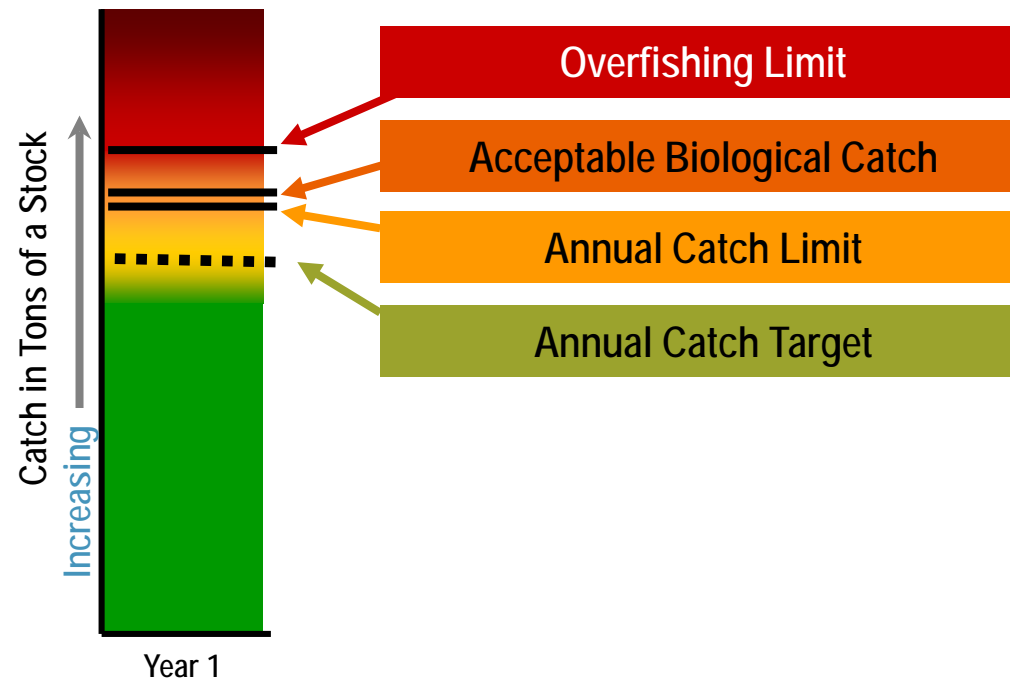 Overfishing Limit
Acceptable Biological Catch
Annual Catch Limit
Annual Catch Target
Catch in Tons of a Stock
Increasing
Year 1